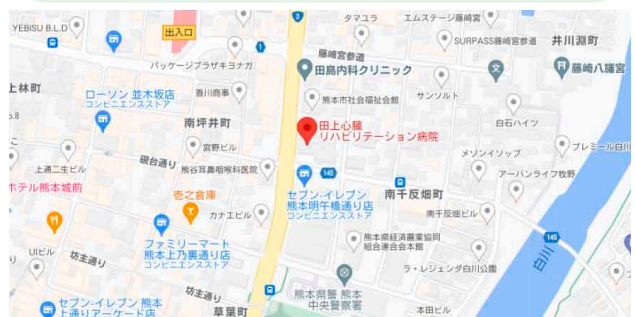 YEBISU B.L.D
出入口
3
タマユラ
エムステージ藤崎宮
井川淵町
1
藤崎宮参道
SURPASS藤崎宮参道
パッケージプラザキヨナガ
田島内科クリニック
藤崎八旛宮
上林町
ローソン 並木坂店
コンビニエンスストア
香川商事
熊本市社会福祉会館
サンソルト
No.8
南坪井町
田上心臓
リハビリテーション病院
白石ハイツ
硯台通り
宮野ビル
メゾンイソップ
プレミール白川
上通二生ビル
熊谷耳鼻咽喉科医院
145
アーバンライフ牧野
ホテル熊本城前
壱之倉庫
セブン-イレブン
熊本明午橋通り店
コンビニエンスストア
南千反畑町
カナエビル
南千反畑ビル
UIビル
ファミリーマート
熊本上乃裏通り店
コンビニエンスストア
熊本県経済農業協同
組合連合会本館
145
坊主通り
ラ・レジェンダ白川公園
白川
坊主通り
熊本県警 熊本
中央警察署
セブン-イレブン 熊本
上通りアーケード店
草葉町
本田ビル